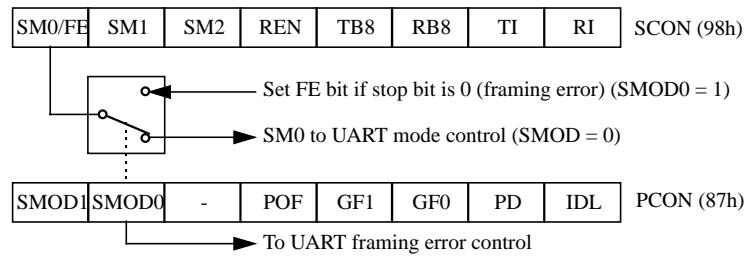 SM0/FE SM1 SM2 REN TB8 RB8 TI RI SCON (98h)
Set FE bit if stop bit is 0 (framing error) (SMOD0 = 1)
SM0 to UART mode control (SMOD = 0)
SMOD1 SMOD0 - POF GF1 GF0 PD IDL PCON (87h)
To UART framing error control